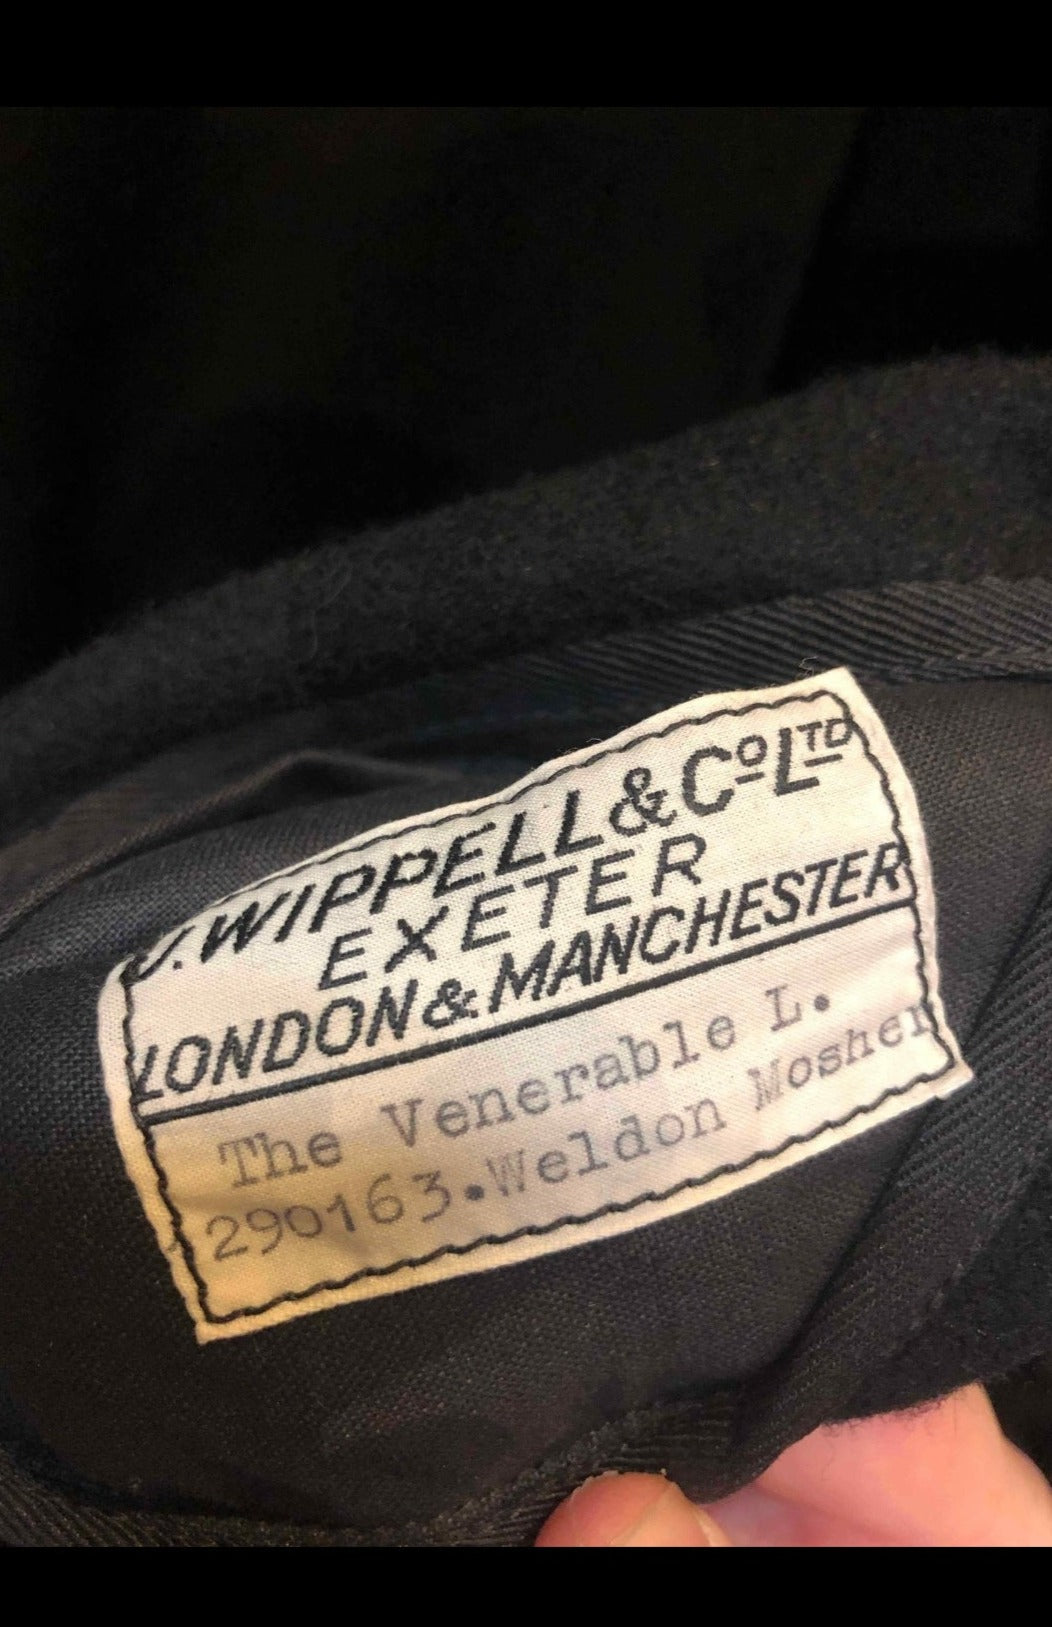 J. WIPPELL & Cº LTD
EXETER
LONDON & MANCHESTER
The Venerable L.
290163. Weldon Mosher